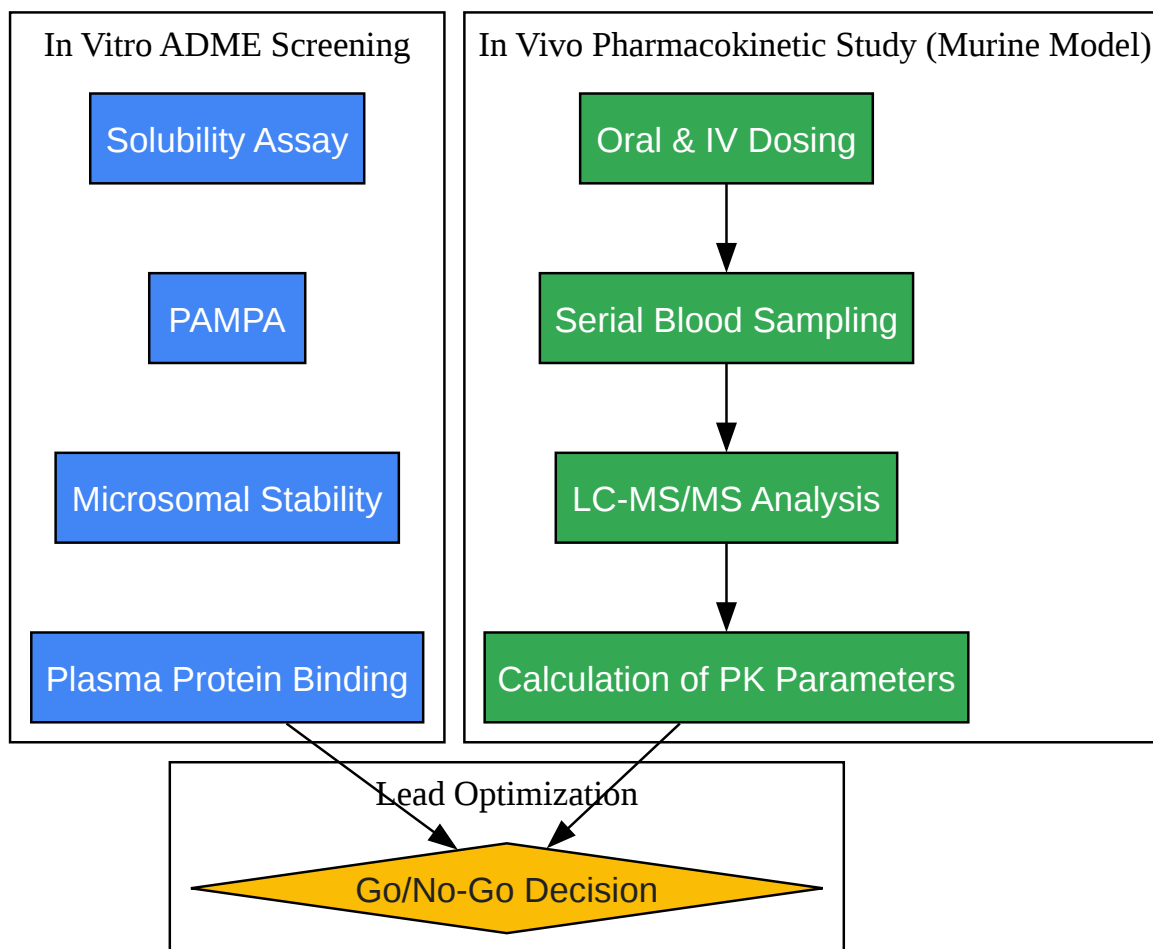 In Vitro ADME Screening
Solubility Assay
PAMPA
Microsomal Stability
Plasma Protein Binding
In Vivo Pharmacokinetic Study (Murine Model)
Oral & IV Dosing
Serial Blood Sampling
LC-MS/MS Analysis
Calculation of PK Parameters
Lead Optimization
Go/No-Go Decision